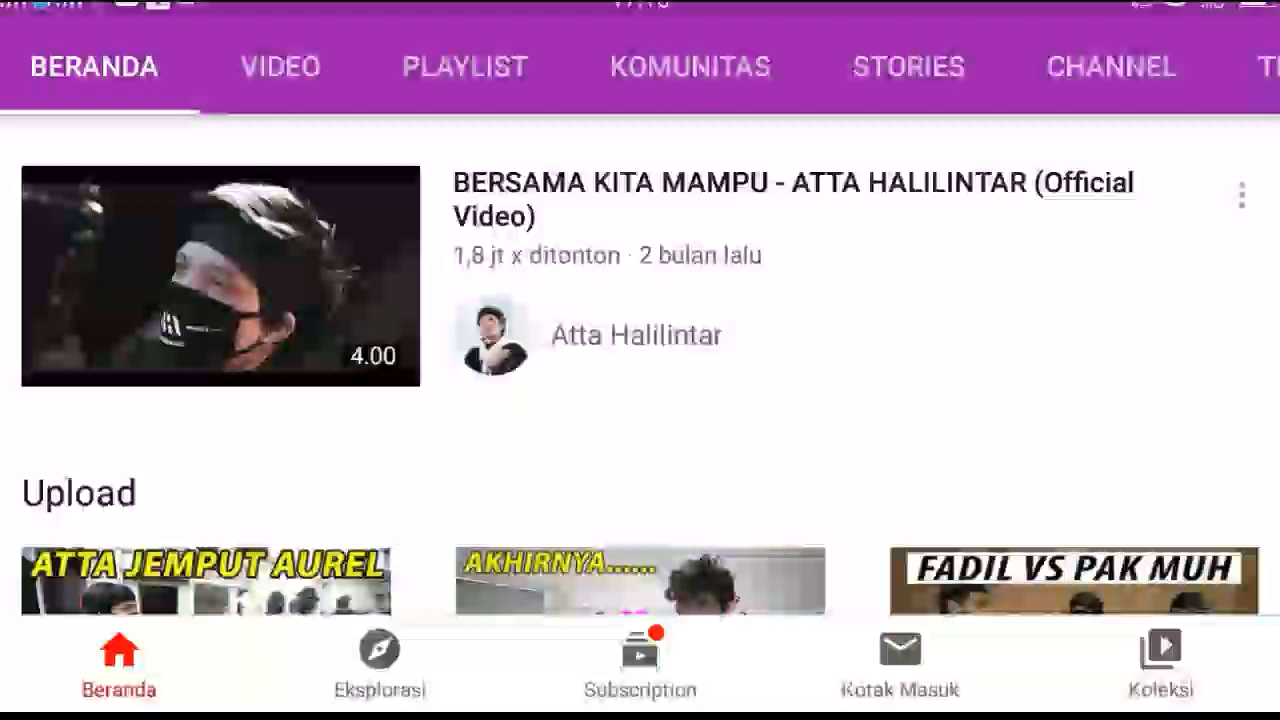 BERANDA VIDEO PLAYLIST KOMUNITAS STORIES CHANNEL
BERSAMA KITA MAMPU - ATTA HALILINTAR (Official
Video)
1,8 jt x ditonton · 2 bulan lalu
4.00
Atta Halilintar
Upload
ATTA JEMPUT AUREL
AKHIRNYA......
FADIL VS PAK MUH
Beranda Eksplorasi Subscription Kotak Masuk Koleksi